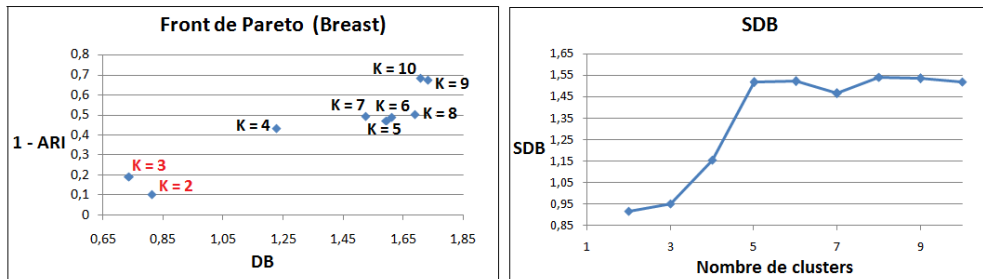 Front de Pareto (Breast)
0,8
0,7
0,6
0,5
0,4
0,3
0,2
0,1
0
1 - ARI
K = 10
K = 9
K = 7
K = 6
K = 8
K = 5
K = 4
K = 3
K = 2
0,65 0,85 1,05 1,25 1,45 1,65 1,85
DB
SDB
1,65
1,55
1,45
1,35
1,25
1,15
1,05
0,95
0,85
SDB
1 3 5 7 9
Nombre de clusters